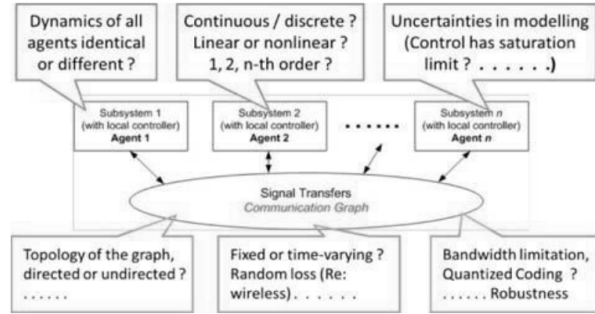 Dynamics of all
agents identical
or different ?
Continuous / discrete ?
Linear or nonlinear ?
1, 2, n-th order ?
Uncertainties in modelling
(Control has saturation
limit ? . . . . . .)
Subsystem 1
(with local controller)
Agent 1
Subsystem 2
(with local controller)
Agent 2
......
Subsystem n
(with local controller)
Agent n
Signal Transfers
Communication Graph
Topology of the graph,
directed or undirected ?
. . . . . .
Fixed or time-varying ?
Random loss (Re:
wireless) . . . . . .
Bandwidth limitation,
Quantized Coding ?
...... Robustness